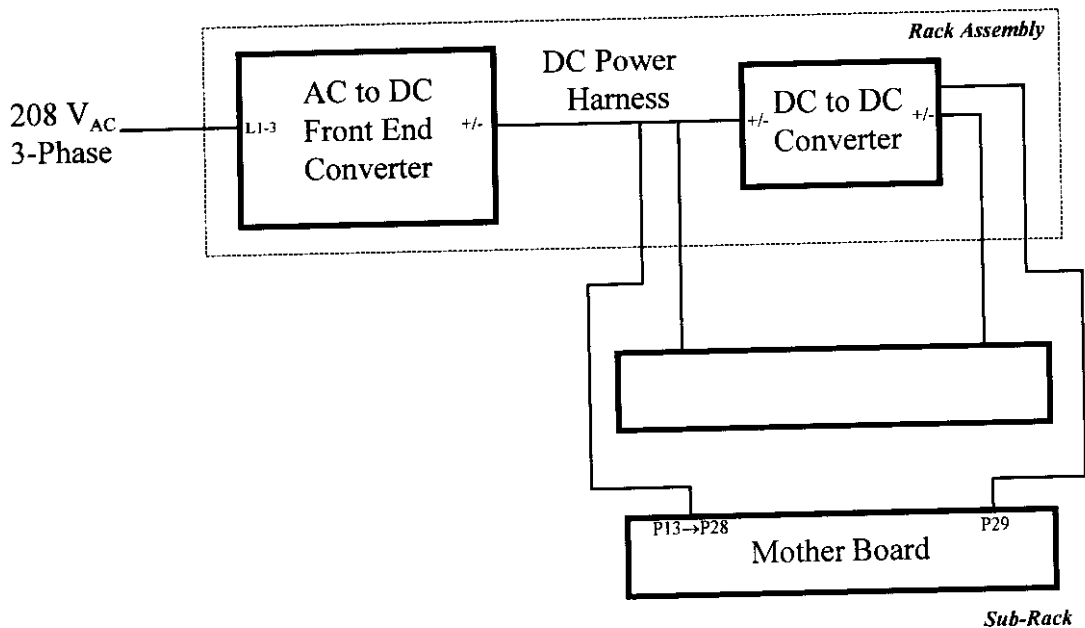 Rack Assembly
208 VAC
3-Phase
L1-3
AC to DC
Front End
Converter
+/-
DC Power
Harness
+/-
DC to DC
Converter
+/-
P13→P28
P29
Mother Board
Sub-Rack